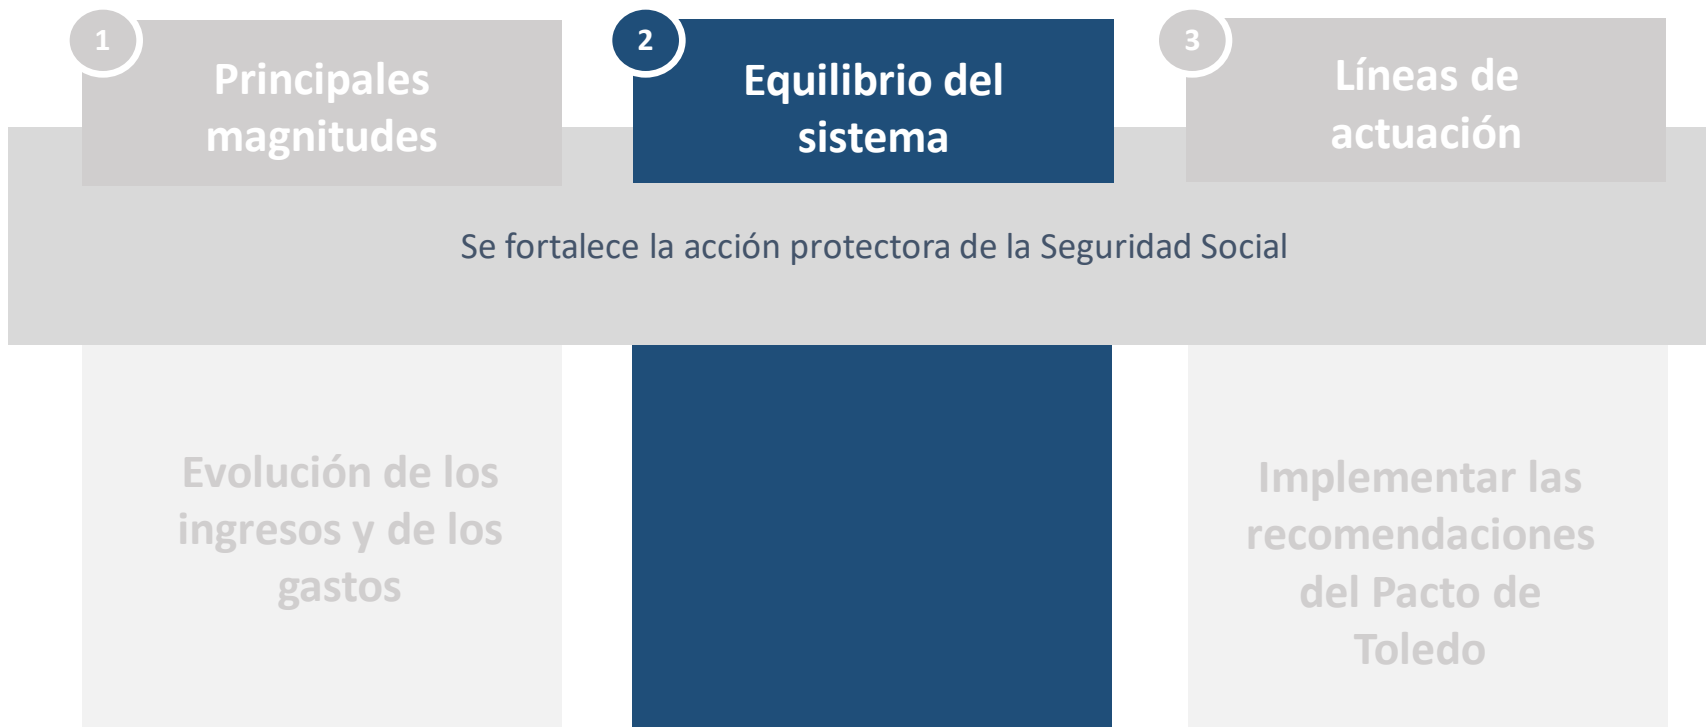 1
Principales
magnitudes
2
Equilibrio del
sistema
3
Líneas de
actuación
Se fortalece la acción protectora de la Seguridad Social
Evolución de los
ingresos y de los
gastos
Implementar las
recomendaciones
del Pacto de
Toledo